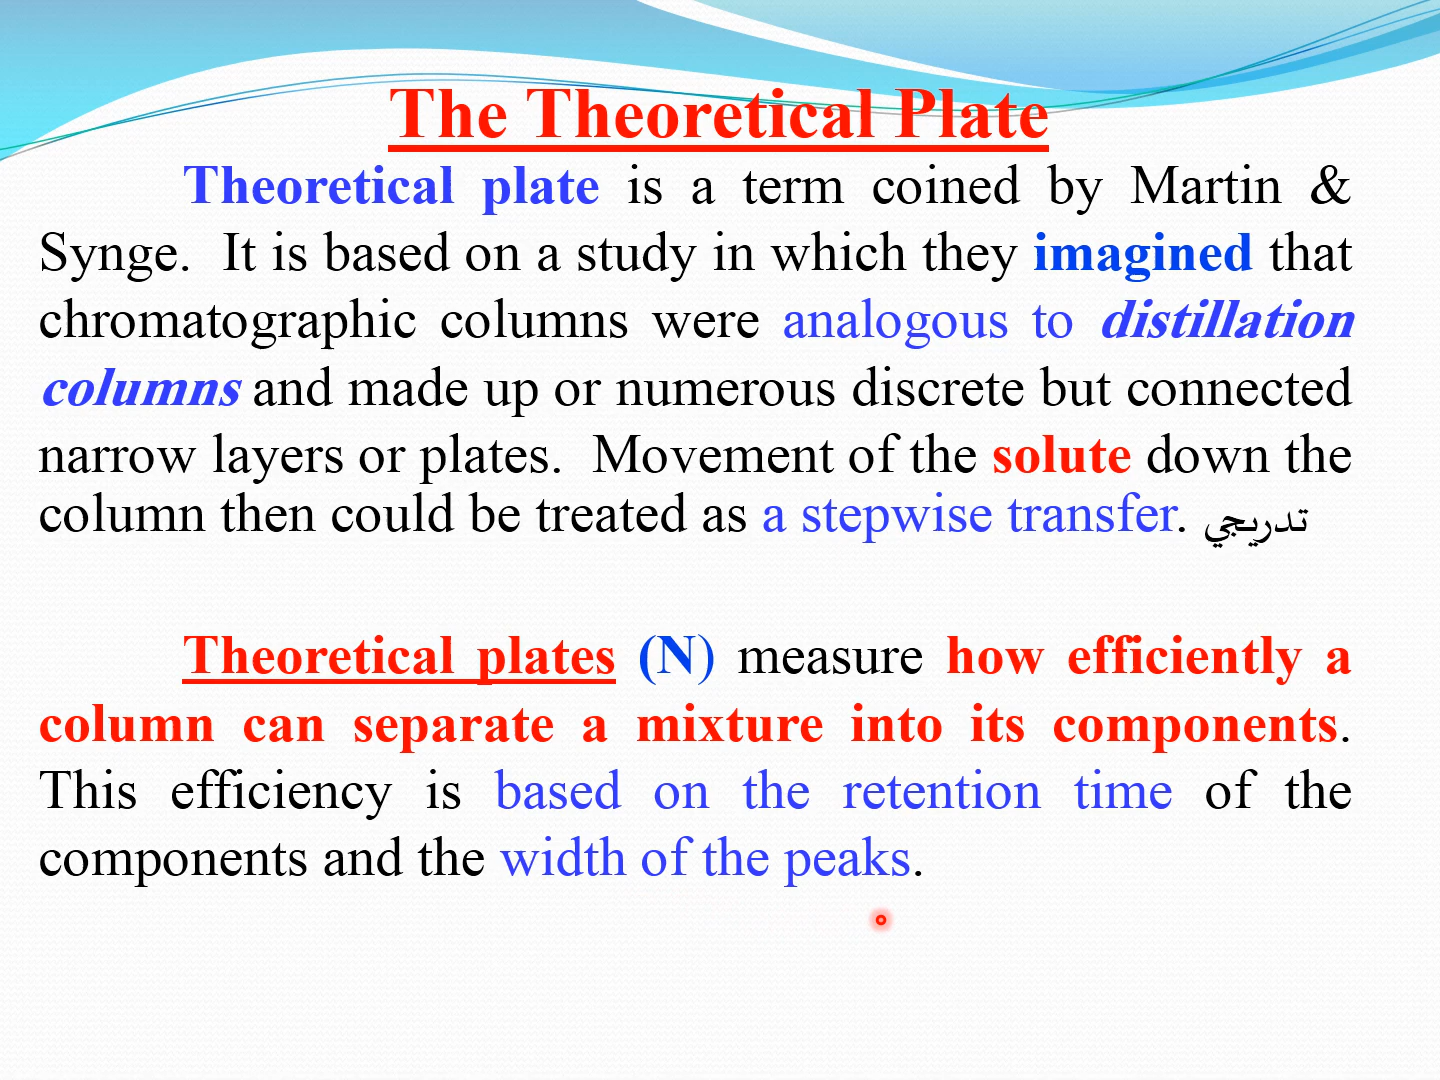 The Theoretical Plate
Theoretical plate is a term coined by Martin &
Synge. It is based on a study in which they imagined that
chromatographic columns were analogous to distillation
columns and made up or numerous discrete but connected
narrow layers or plates. Movement of the solute down the
column then could be treated as a stepwise transfer. تدريجي
Theoretical plates (N) measure how efficiently a
column can separate a mixture into its components.
This efficiency is based on the retention time of the
components and the width of the peaks.